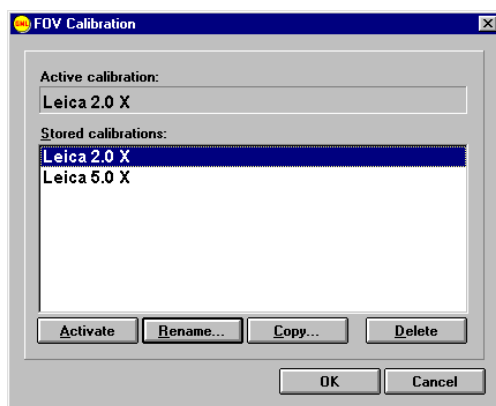 FOV Calibration
Active calibration:
Leica 2.0 X
Stored calibrations:
Leica 2.0 X
Leica 5.0 X
Activate Rename... Copy... Delete
OK Cancel